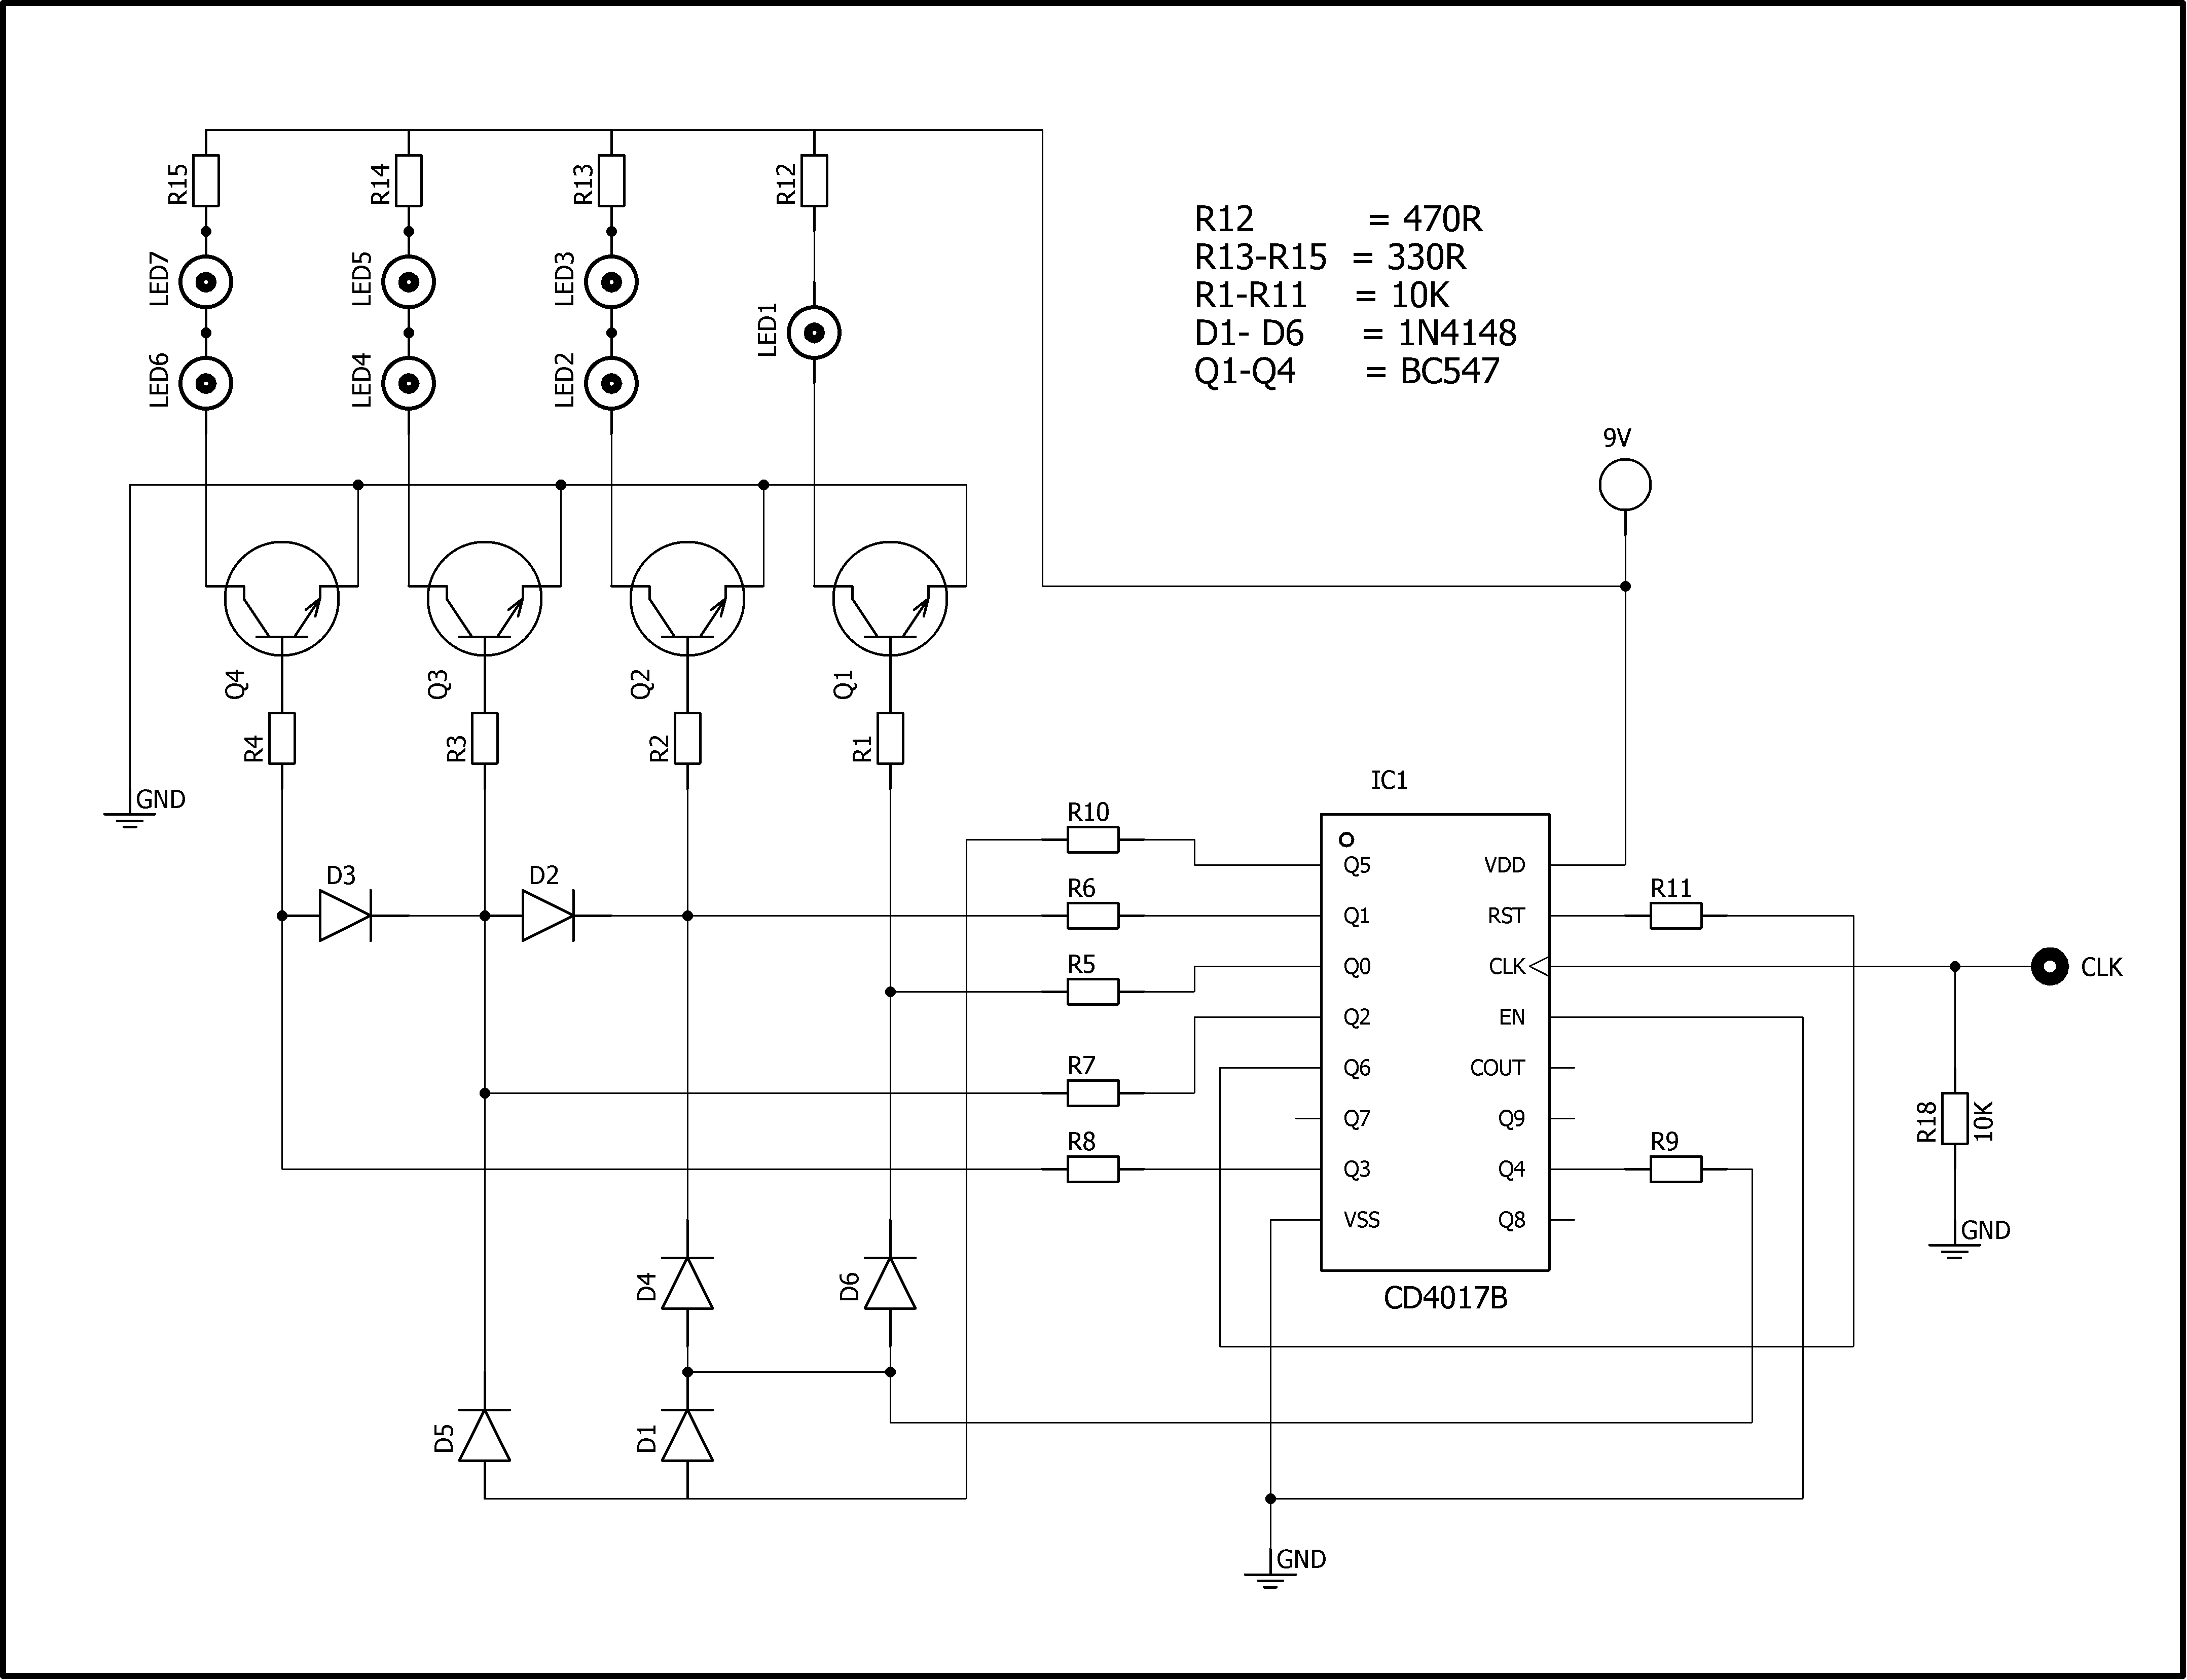 R15
R14
R13
R12
R12 = 470R
R13-R15 = 330R
R1-R11 = 10K
D1- D6 = 1N4148
Q1-Q4 = BC547
LED7
LED5
LED3
LED1
LED6
LED4
LED2
9V
Q4
Q3
Q2
Q1
R4
R3
R2
R1
GND
IC1
R10
Q5
VDD
D3
D2
R6
Q1
RST
R11
R5
Q0
CLK
CLK
Q2
EN
R7
Q6
COUT
Q7
Q9
R18
10K
R8
Q3
Q4
R9
VSS
Q8
GND
D4
D6
CD4017B
D5
D1
GND